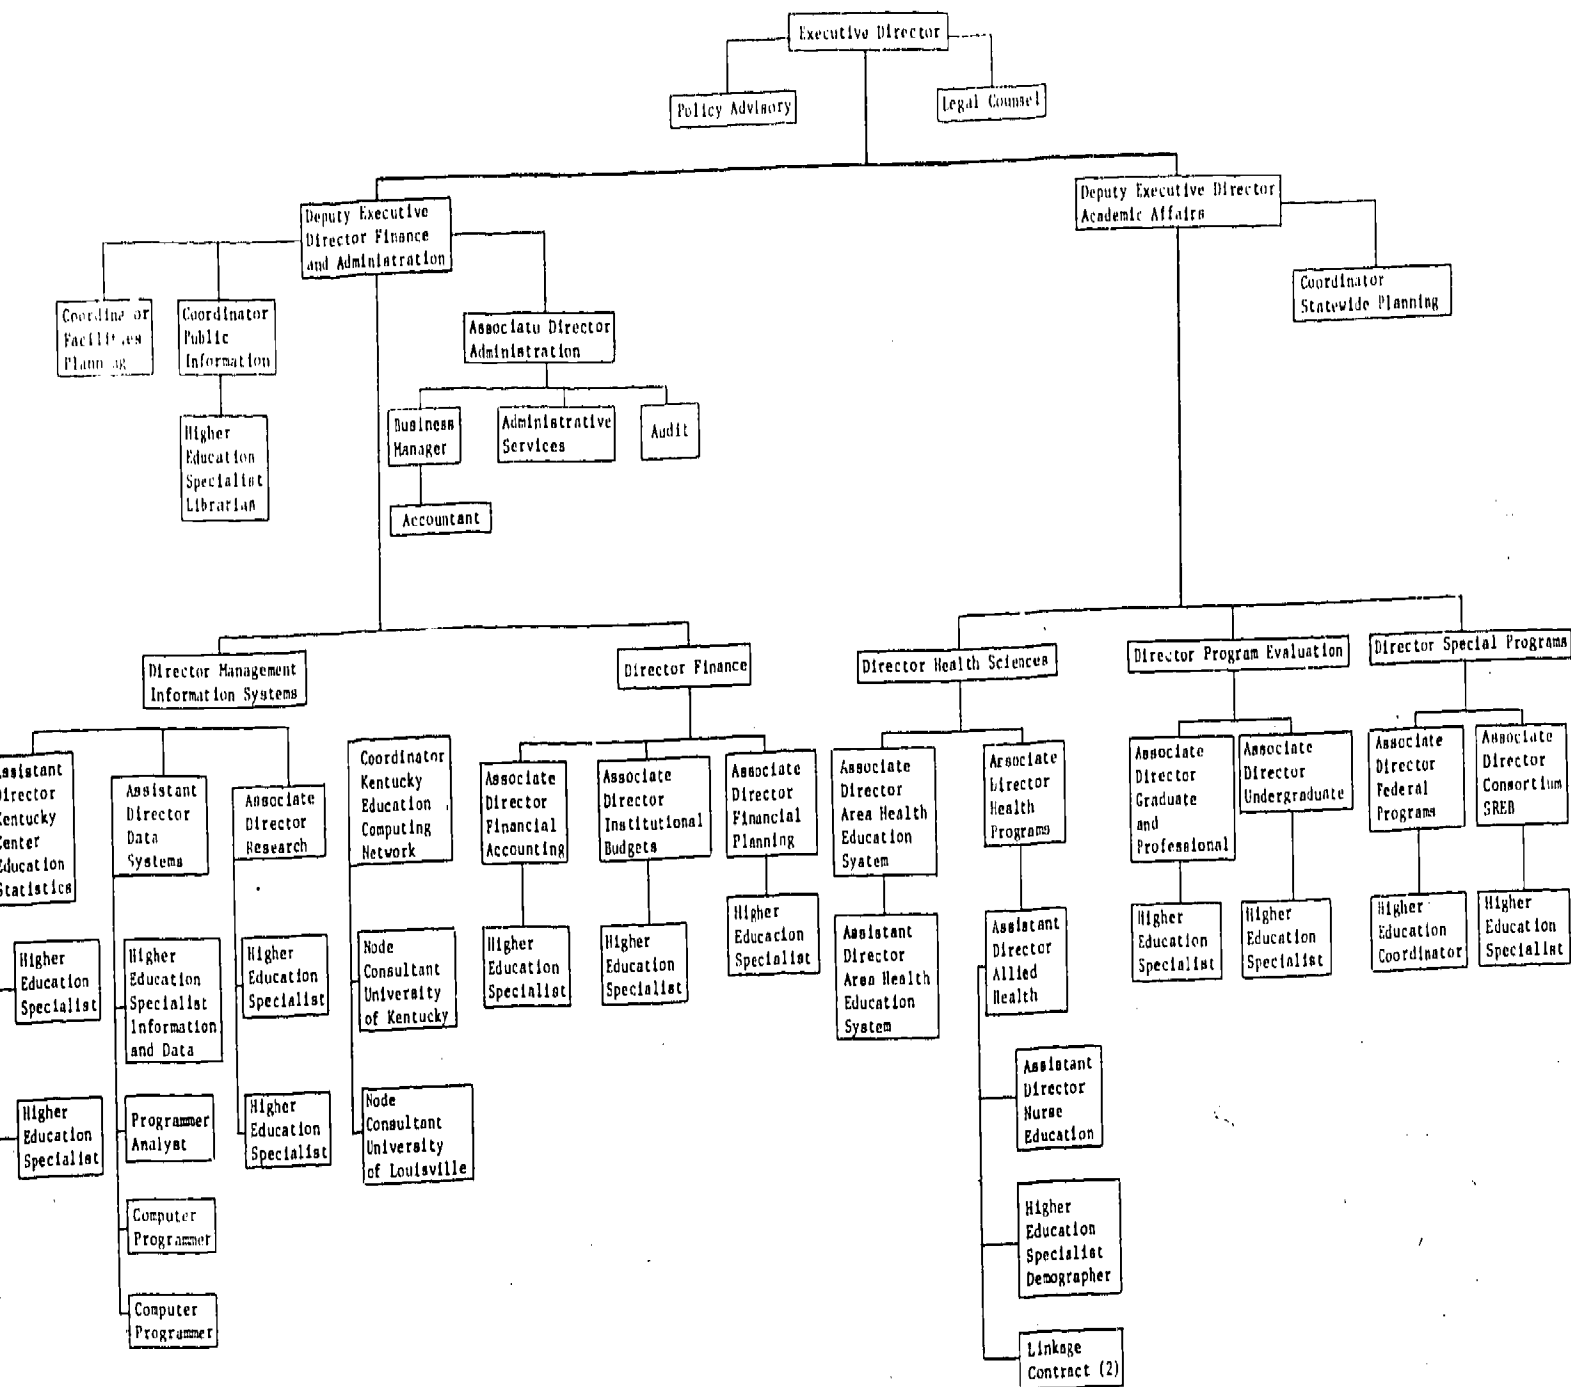 Executive Director
Policy Advisory
Legal Counsel
Deputy Executive
Director Finance
and Administration
Deputy Executive Director
Academic Affairs
Coordinator
Facilities
Planning
Coordinator
Public
Information
Associatu Director
Administration
Coordinator
Statewide Planning
Higher
Education
Specialist
Librarian
Business
Manager
Administrative
Services
Audit
Accountant
Director Management
Information Systems
Director Finance
Director Health Sciences
Director Program Evaluation
Director Special Programs
Assistant
Director
Kentucky
Center
Education
Statistics
Assistant
Director
Data
Systems
Associate
Director
Research
Coordinator
Kentucky
Education
Computing
Network
Associate
Director
Financial
Accounting
Associate
Director
Institutional
Budgets
Associate
Director
Financial
Planning
Associate
Director
Area Health
Education
System
Associate
Director
Health
Programs
Associate
Director
Graduate
and
Professional
Associate
Director
Undergraduate
Associate
Director
Federal
Programs
Associate
Director
Consortium
SREB
Higher
Education
Specialist
Higher
Education
Specialist
Information
and Data
Higher
Education
Specialist
Node
Consultant
University
of Kentucky
Higher
Education
Specialist
Higher
Education
Specialist
Higher
Education
Specialist
Assistant
Director
Area Health
Education
System
Assistant
Director
Allied
Health
Higher
Education
Specialist
Higher
Education
Specialist
Higher
Education
Coordinator
Higher
Education
Specialist
Higher
Education
Specialist
Programmer
Analyst
Higher
Education
Specialist
Node
Consultant
University
of Louisville
Assistant
Director
Nurse
Education
Computer
Programmer
Higher
Education
Specialist
Demographer
Computer
Programmer
Linkage
Contract (2)